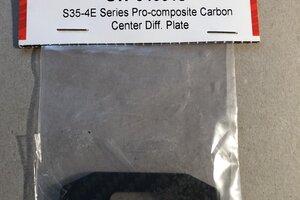 S35-4E Series Pro-composite Carbon
Center Diff. Plate